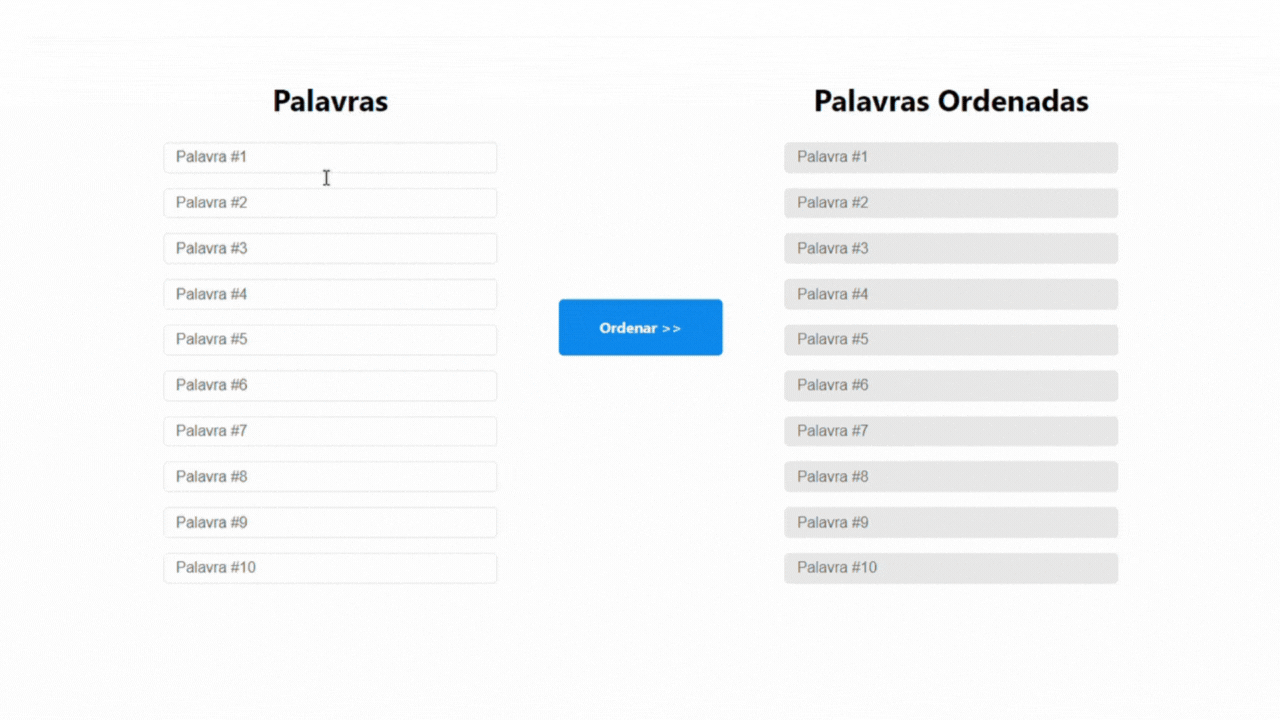 Palavras
Palavra #1
Palavra #2
Palavra #3
Palavra #4
Palavra #5
Palavra #6
Palavra #7
Palavra #8
Palavra #9
Palavra #10
Ordenar >>
Palavras Ordenadas
Palavra #1
Palavra #2
Palavra #3
Palavra #4
Palavra #5
Palavra #6
Palavra #7
Palavra #8
Palavra #9
Palavra #10